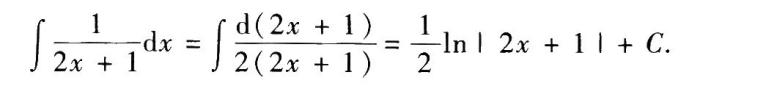 ∫ 1/(2x + 1) dx = ∫ d(2x + 1)/(2(2x + 1)) = 1/2 ln | 2x + 1 | + C.